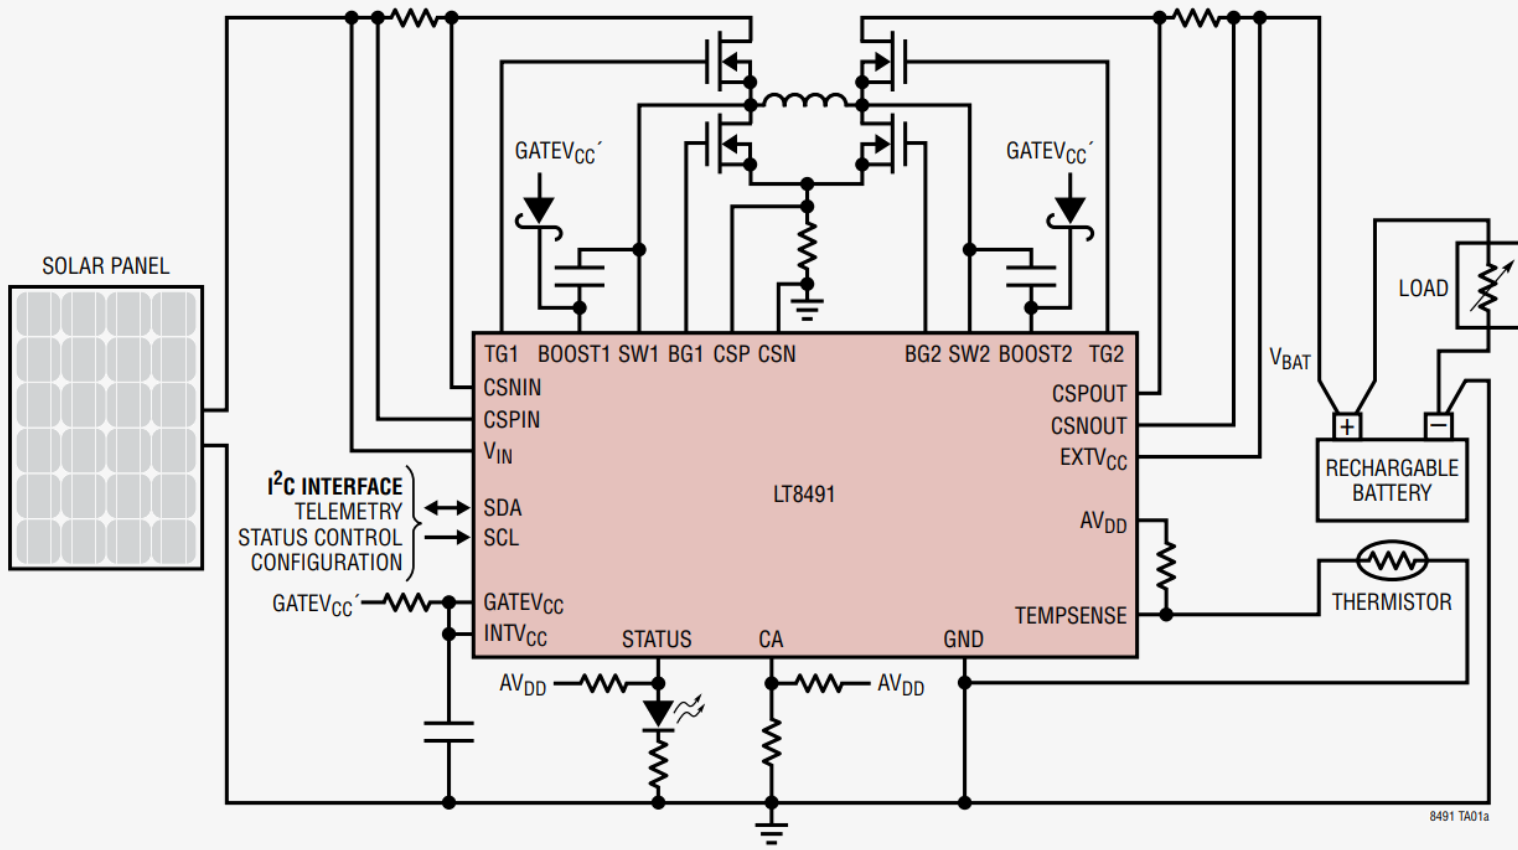 GATEVCC´
GATEVCC´
SOLAR PANEL
LOAD
TG1
BOOST1
SW1
BG1
CSP
CSN
BG2
SW2
BOOST2
TG2
VBAT
CSNIN
CSPOUT
CSPIN
CSNOUT
+
−
VIN
EXTVCC
RECHARGABLE
BATTERY
I2C INTERFACE
TELEMETRY
STATUS CONTROL
CONFIGURATION
SDA
SCL
LT8491
AVDD
GATEVCC´
GATEVCC
INTVCC
TEMPSENSE
THERMISTOR
STATUS
CA
GND
AVDD
AVDD
8491 TA01a